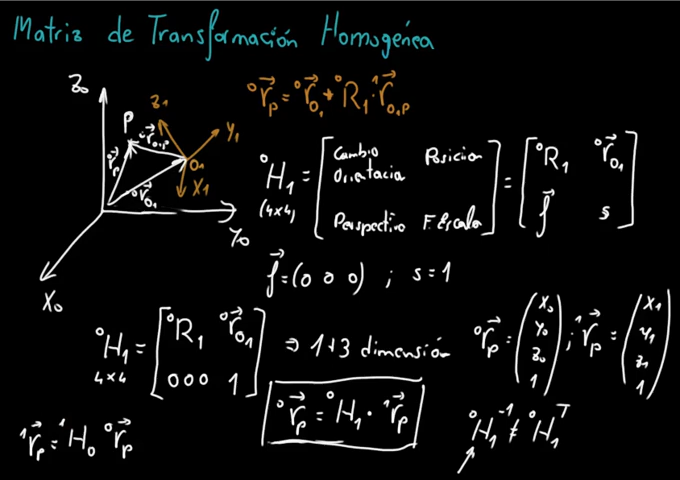 Matriz de Transformación Homogénea
Z₀
P
Z₁
Y₁
O₁
X₁
⁰r⃗ₚ
⁰r⃗₀₁ₚ
⁰r⃗₀₁
Y₀
X₀
⁰r⃗ₚ = ⁰r⃗₀₁ + ⁰R₁ · ¹r⃗₀₁ₚ
⁰H₁ = [ Cambio Orientacia Posicion Perspectiva F. Escala ] = [ ⁰R₁ ⁰r⃗₀₁ f⃗ s ]
(4x4)
f⃗ = (0 0 0) ; s = 1
⁰H₁ = [ ⁰R₁ ⁰r⃗₀₁ 0 0 0 1 ] ⇒ 1+3 dimensión
4x4
⁰r⃗ₚ = ( X₀ Y₀ Z₀ 1 ) ; ¹r⃗ₚ = ( X₁ Y₁ Z₁ 1 )
⁰r⃗ₚ = ⁰H₁ · ¹r⃗ₚ
⁰H₁⁻¹ ≠ ⁰H₁ᵀ
¹r⃗ₚ = ¹H₀ ⁰r⃗ₚ